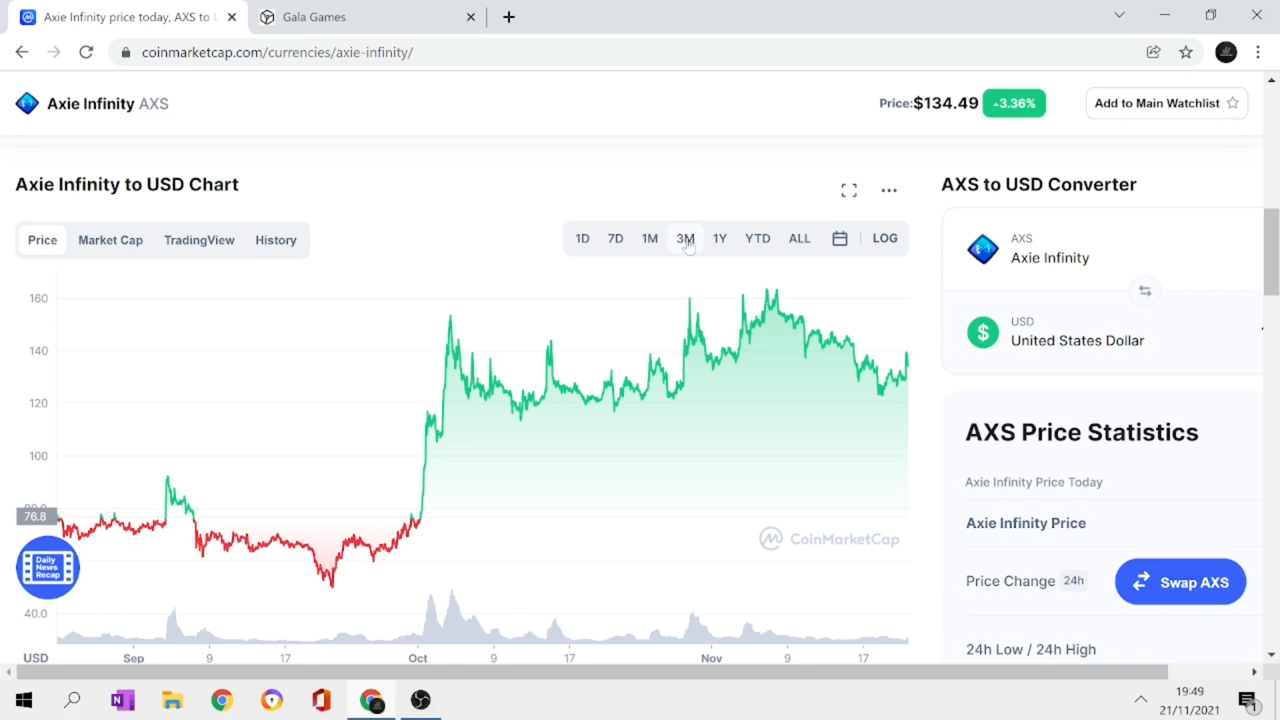 Axie Infinity price today, AXS to
Gala Games
coinmarketcap.com/currencies/axie-infinity/
Axie Infinity AXS
Price:$134.49
3.36%
Add to Main Watchlist
Axie Infinity to USD Chart
Price
Market Cap
TradingView
History
1D
7D
1M
3M
1Y
YTD
ALL
LOG
160
140
120
100
76.8
40.0
CoinMarketCap
Daily
News
Recap
USD
Sep
9
17
Oct
9
17
Nov
9
17
AXS to USD Converter
AXS
Axie Infinity
USD
United States Dollar
$
AXS Price Statistics
Axie Infinity Price Today
Axie Infinity Price
Price Change 24h
Swap AXS
24h Low / 24h High
19:49
21/11/2021
1